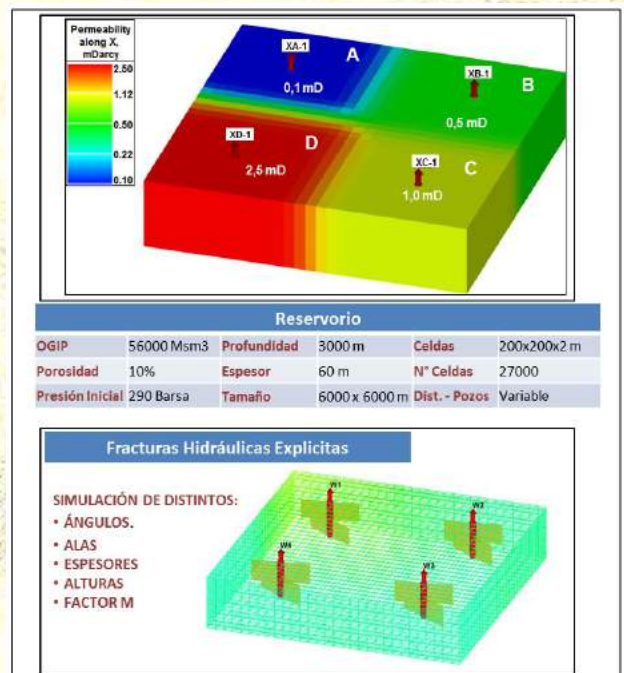 Permeability
along X,
mDarcy
2.50
1.12
0.50
0.22
0.10
XA-1
A
0,1 mD
XB-1
B
0,5 mD
XD-1
D
2,5 mD
XC-1
C
1,0 mD
Reservorio
OGIP 56000 Msm3 Profundidad 3000 m Celdas 200x200x2 m
Porosidad 10% Espesor 60 m N° Celdas 27000
Presión Inicial 290 Barsa Tamaño 6000 x 6000 m Dist. - Pozos Variable
Fracturas Hidráulicas Explicitas
SIMULACIÓN DE DISTINTOS:
• ÁNGULOS.
• ALAS
• ESPESORES
• ALTURAS
• FACTOR M
W1
W2
W3